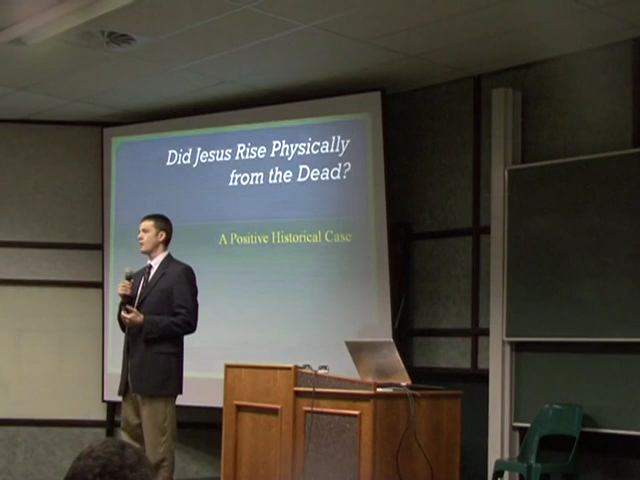 Did Jesus Rise Physically
from the Dead?
A Positive Historical Case